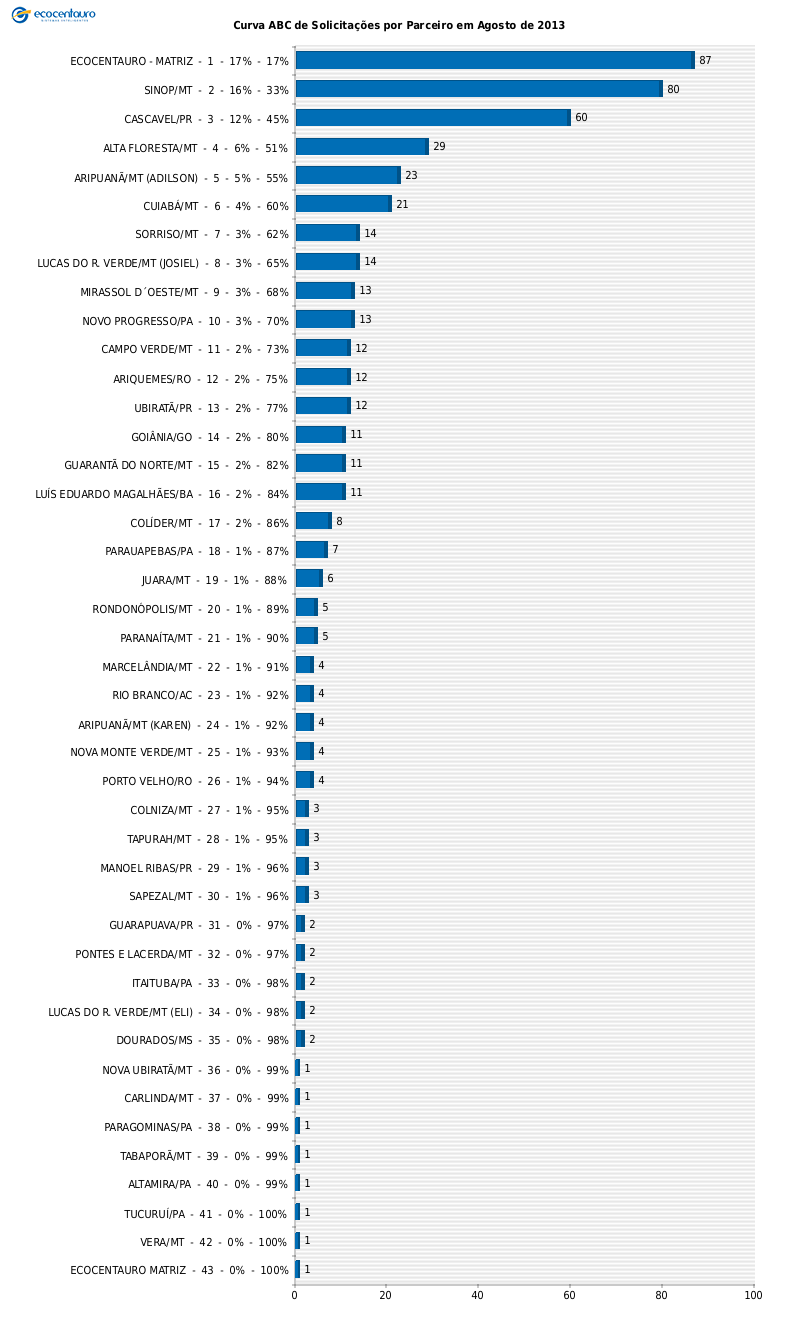 ecocentauro
Curva ABC de Solicitações por Parceiro em Agosto de 2013
ECOCENTAURO - MATRIZ - 1 - 17% - 17% 87
SINOP/MT - 2 - 16% - 33% 80
CASCAVEL/PR - 3 - 12% - 45% 60
ALTA FLORESTA/MT - 4 - 6% - 51% 29
ARIPUANÃ/MT (ADILSON) - 5 - 5% - 55% 23
CUIABÁ/MT - 6 - 4% - 60% 21
SORRISO/MT - 7 - 3% - 62% 14
LUCAS DO R. VERDE/MT (JOSIEL) - 8 - 3% - 65% 14
MIRASSOL D´OESTE/MT - 9 - 3% - 68% 13
NOVO PROGRESSO/PA - 10 - 3% - 70% 13
CAMPO VERDE/MT - 11 - 2% - 73% 12
ARIQUEMES/RO - 12 - 2% - 75% 12
UBIRATÃ/PR - 13 - 2% - 77% 12
GOIÂNIA/GO - 14 - 2% - 80% 11
GUARANTÃ DO NORTE/MT - 15 - 2% - 82% 11
LUÍS EDUARDO MAGALHÃES/BA - 16 - 2% - 84% 11
COLÍDER/MT - 17 - 2% - 86% 8
PARAUAPEBAS/PA - 18 - 1% - 87% 7
JUARA/MT - 19 - 1% - 88% 6
RONDONÓPOLIS/MT - 20 - 1% - 89% 5
PARANAÍTA/MT - 21 - 1% - 90% 5
MARCELÂNDIA/MT - 22 - 1% - 91% 4
RIO BRANCO/AC - 23 - 1% - 92% 4
ARIPUANÃ/MT (KAREN) - 24 - 1% - 92% 4
NOVA MONTE VERDE/MT - 25 - 1% - 93% 4
PORTO VELHO/RO - 26 - 1% - 94% 4
COLNIZA/MT - 27 - 1% - 95% 3
TAPURAH/MT - 28 - 1% - 95% 3
MANOEL RIBAS/PR - 29 - 1% - 96% 3
SAPEZAL/MT - 30 - 1% - 96% 3
GUARAPUAVA/PR - 31 - 0% - 97% 2
PONTES E LACERDA/MT - 32 - 0% - 97% 2
ITAITUBA/PA - 33 - 0% - 98% 2
LUCAS DO R. VERDE/MT (ELI) - 34 - 0% - 98% 2
DOURADOS/MS - 35 - 0% - 98% 2
NOVA UBIRATÃ/MT - 36 - 0% - 99% 1
CARLINDA/MT - 37 - 0% - 99% 1
PARAGOMINAS/PA - 38 - 0% - 99% 1
TABAPORÃ/MT - 39 - 0% - 99% 1
ALTAMIRA/PA - 40 - 0% - 99% 1
TUCURUÍ/PA - 41 - 0% - 100% 1
VERA/MT - 42 - 0% - 100% 1
ECOCENTAURO MATRIZ - 43 - 0% - 100% 1
0 20 40 60 80 100